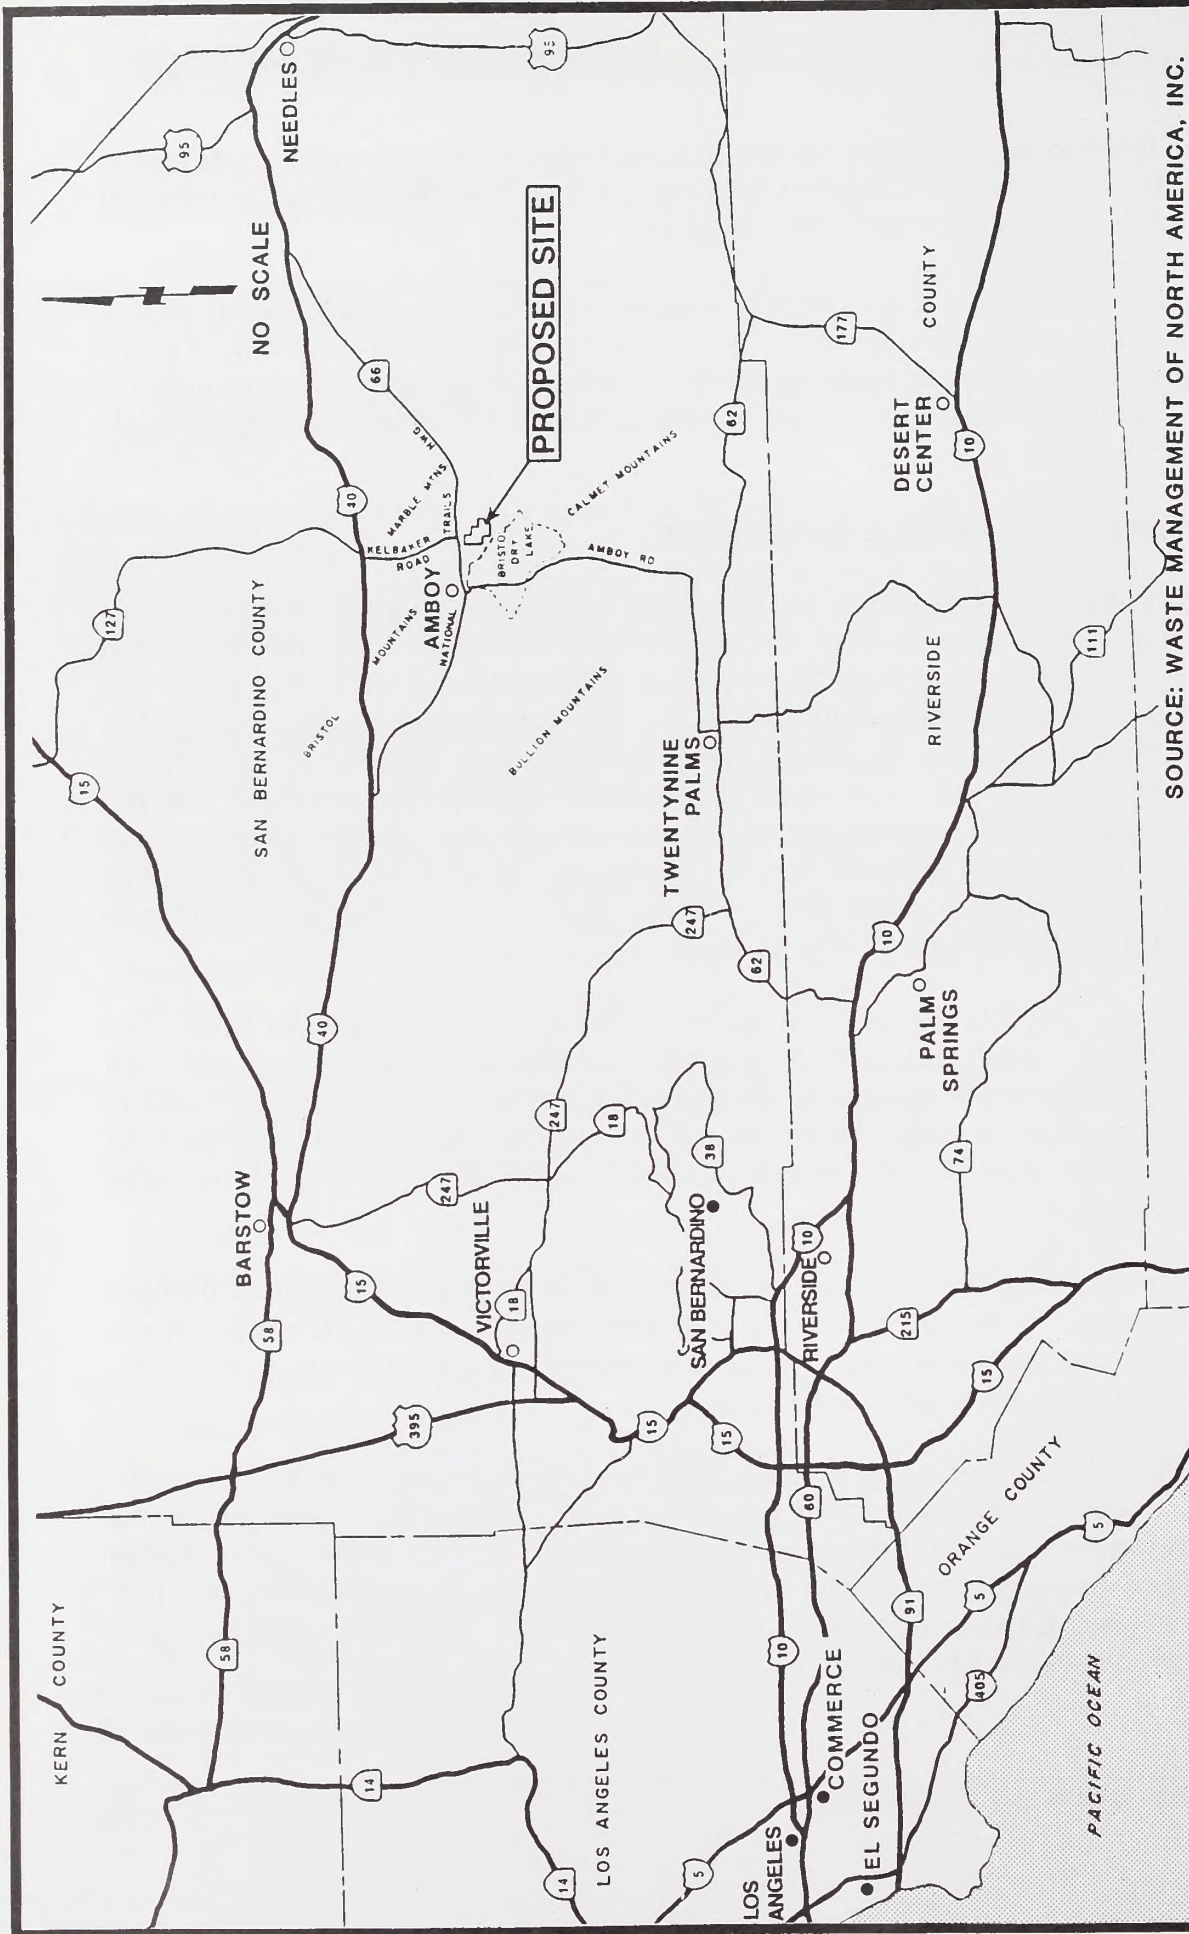 KERN COUNTY
58
14
14
LOS ANGELES COUNTY
5
LOS
ANGELES
COMMERCE
EL SEGUNDO
10
60
91
5
5
405
ORANGE COUNTY
PACIFIC OCEAN
395
58
BARSTOW
15
247
VICTORVILLE
18
247
18
15
15
SAN BERNARDINO
38
10
RIVERSIDE
215
15
74
PALM
SPRINGS
10
62
247
TWENTYNINE
PALMS
40
15
127
SAN BERNARDINO COUNTY
BRISTOL
MOUNTAINS
BULLION MOUNTAINS
AMBOY
NATIONAL
TRAILS
HWG
KELBAKER
ROAD
MARBLE MTNS
BRISTOL
DRY
LAKE
AMBOY RD
CALMET MOUNTAINS
PROPOSED SITE
40
66
NO SCALE
NEEDLES
95
95
62
177
DESERT
CENTER
10
RIVERSIDE
COUNTY
111
SOURCE: WASTE MANAGEMENT OF NORTH AMERICA, INC.